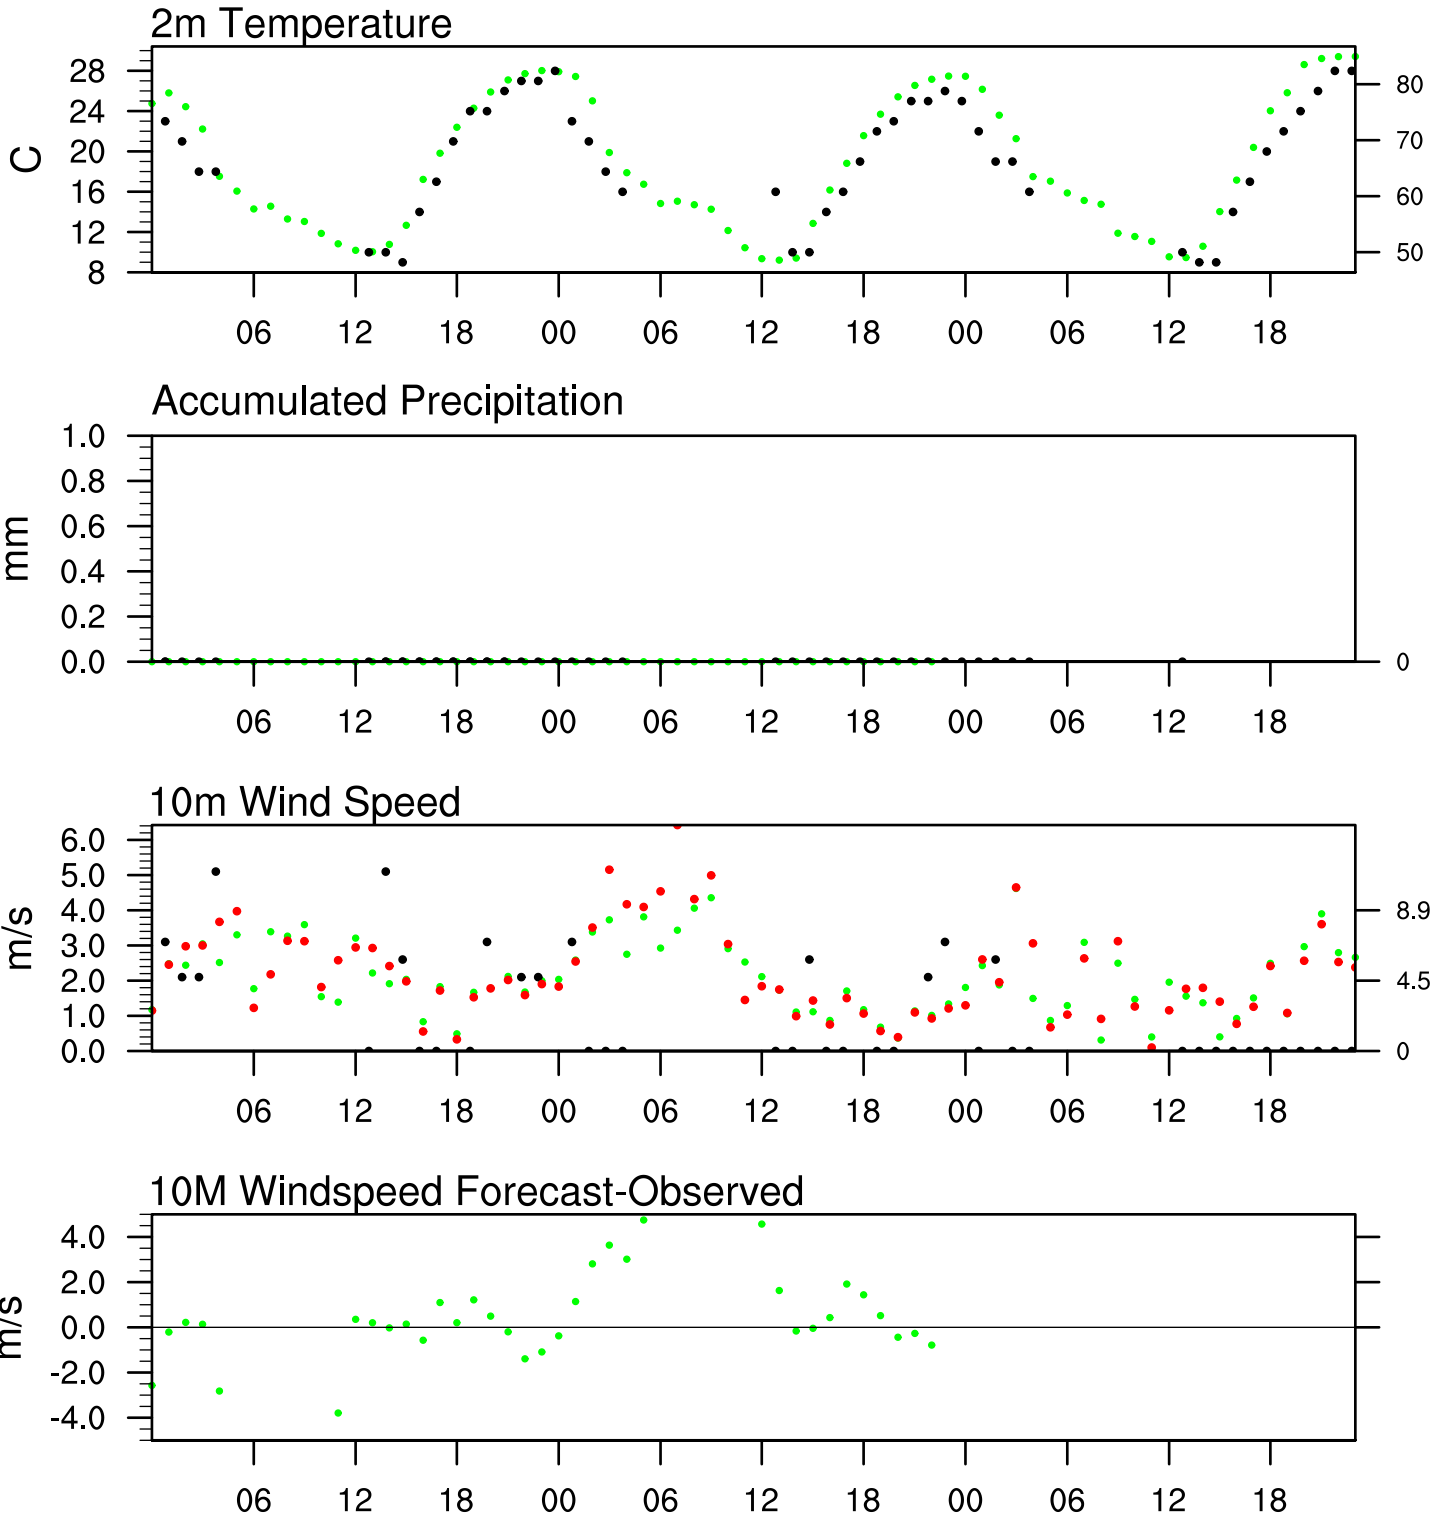 2m Temperature
28
24
20
16
12
8
C
80
70
60
50
06 12 18 00 06 12 18 00 06 12 18
Accumulated Precipitation
1.0
0.8
0.6
0.4
0.2
0.0
mm
0
06 12 18 00 06 12 18 00 06 12 18
10m Wind Speed
6.0
5.0
4.0
3.0
2.0
1.0
0.0
m/s
8.9
4.5
0
06 12 18 00 06 12 18 00 06 12 18
10M Windspeed Forecast-Observed
4.0
2.0
0.0
-2.0
-4.0
m/s
06 12 18 00 06 12 18 00 06 12 18